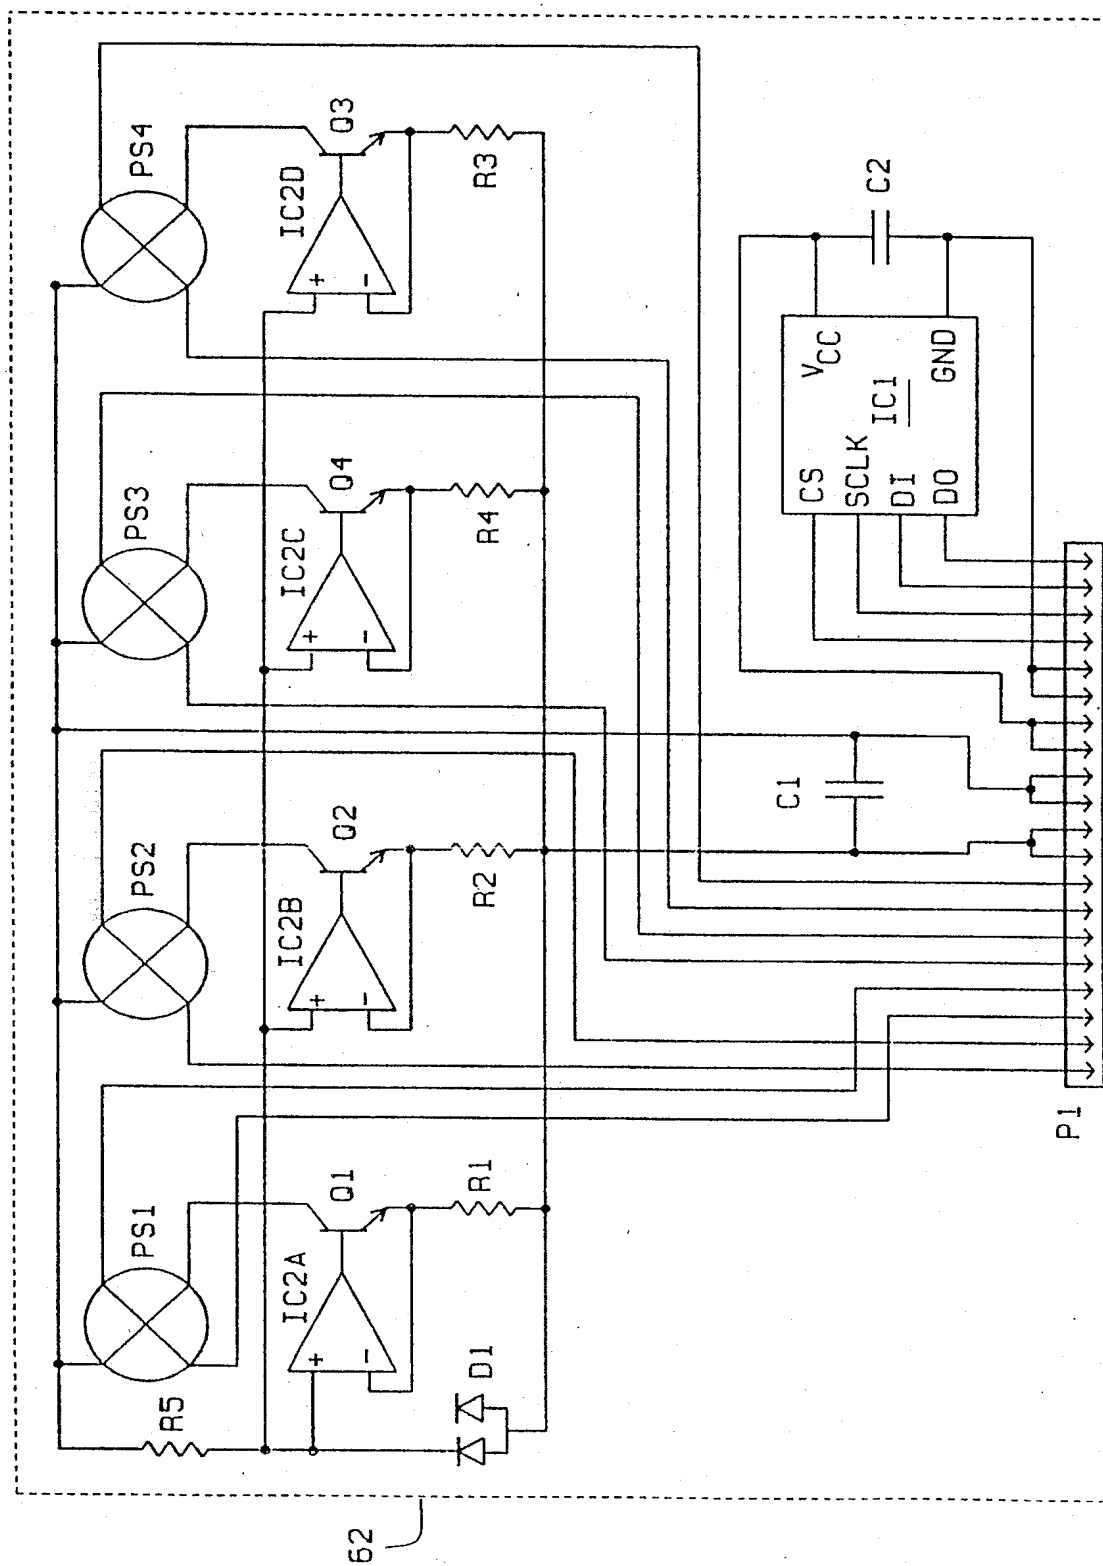 PS1
PS2
PS3
PS4
R5
IC2A
Q1
IC2B
Q2
IC2C
Q4
IC2D
Q3
+
-
+
-
+
-
+
-
D1
R1
R2
R4
R3
C1
CS
SCLK
DI
DO
VCC
IC1
GND
C2
P1
62